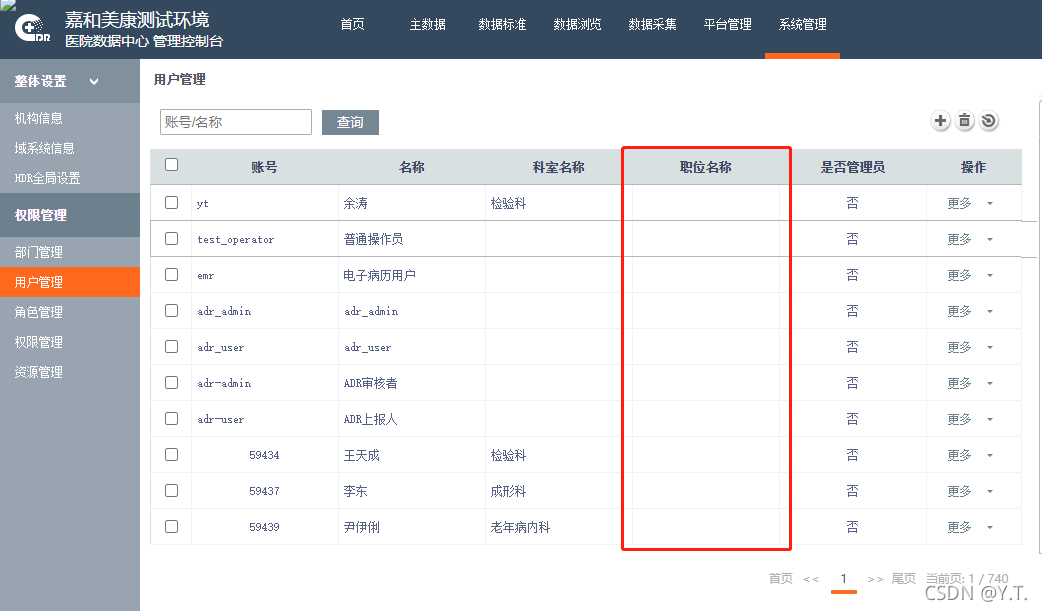 嘉和美康测试环境
医院数据中心 管理控制台
首页 主数据 数据标准 数据浏览 数据采集 平台管理 系统管理
整体设置
机构信息
域系统信息
HDR全局设置
权限管理
部门管理
用户管理
角色管理
权限管理
资源管理
用户管理
账号/名称 查询
账号 名称 科室名称 职位名称 是否管理员 操作
yt 余涛 检验科 否 更多
test_operator 普通操作员 否 更多
emr 电子病历用户 否 更多
adr_admin adr_admin 否 更多
adr_user adr_user 否 更多
adr-admin ADR审核者 否 更多
adr-user ADR上报人 否 更多
59434 王天成 检验科 否 更多
59437 李东 成形科 否 更多
59439 尹伊俐 老年病内科 否 更多
首页 << 1 >> 尾页 当前页: 1 / 740
CSDN @Y.T.